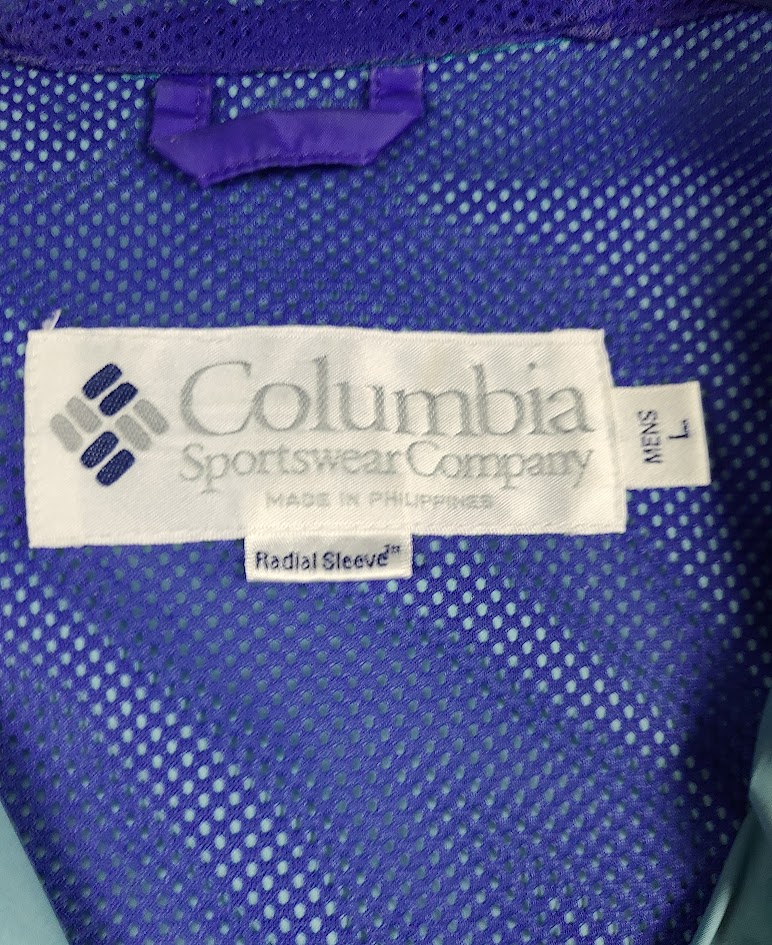 Columbia
Sportswear Company
MADE IN PHILIPPINES
MENS
L
Radial Sleeve™